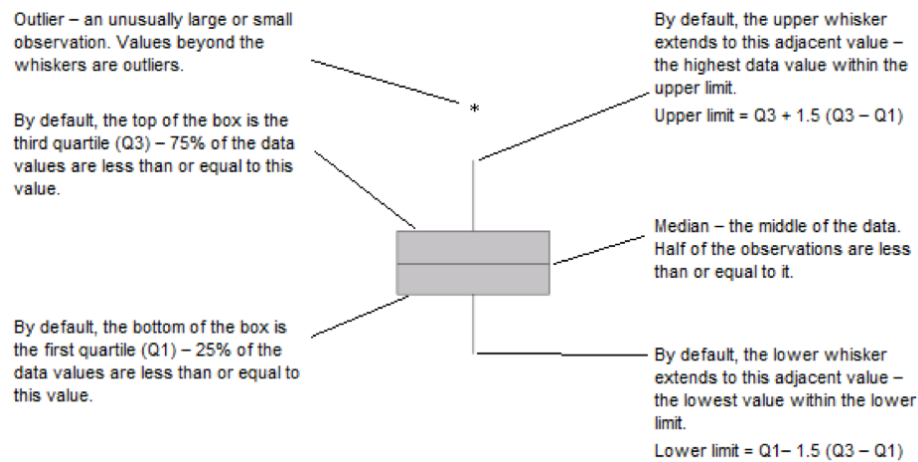 Outlier – an unusually large or small
observation. Values beyond the
whiskers are outliers.
By default, the top of the box is the
third quartile (Q3) – 75% of the data
values are less than or equal to this
value.
By default, the bottom of the box is
the first quartile (Q1) – 25% of the
data values are less than or equal to
this value.
By default, the upper whisker
extends to this adjacent value –
the highest data value within the
upper limit.
Upper limit = Q3 + 1.5 (Q3 – Q1)
Median – the middle of the data.
Half of the observations are less
than or equal to it.
By default, the lower whisker
extends to this adjacent value –
the lowest value within the lower
limit.
Lower limit = Q1– 1.5 (Q3 – Q1)